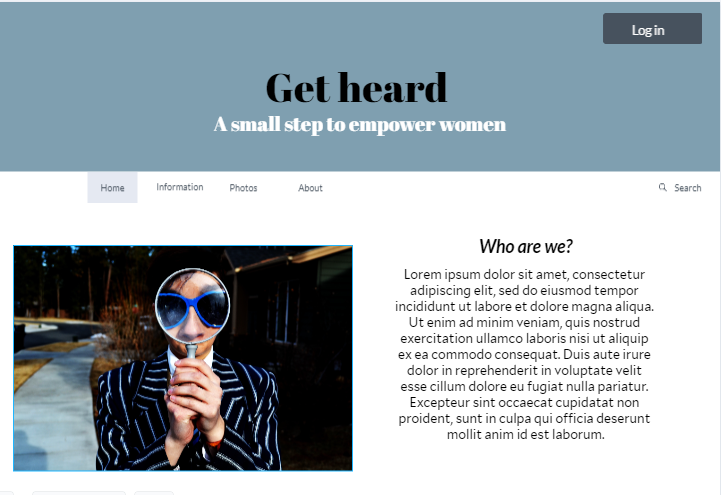 Log in
Get heard
A small step to empower women
Home Information Photos About Search
Who are we?
Lorem ipsum dolor sit amet, consectetur
adipiscing elit, sed do eiusmod tempor
incididunt ut labore et dolore magna aliqua.
Ut enim ad minim veniam, quis nostrud
exercitation ullamco laboris nisi ut aliquip
ex ea commodo consequat. Duis aute irure
dolor in reprehenderit in voluptate velit
esse cillum dolore eu fugiat nulla pariatur.
Excepteur sint occaecat cupidatat non
proident, sunt in culpa qui officia deserunt
mollit anim id est laborum.